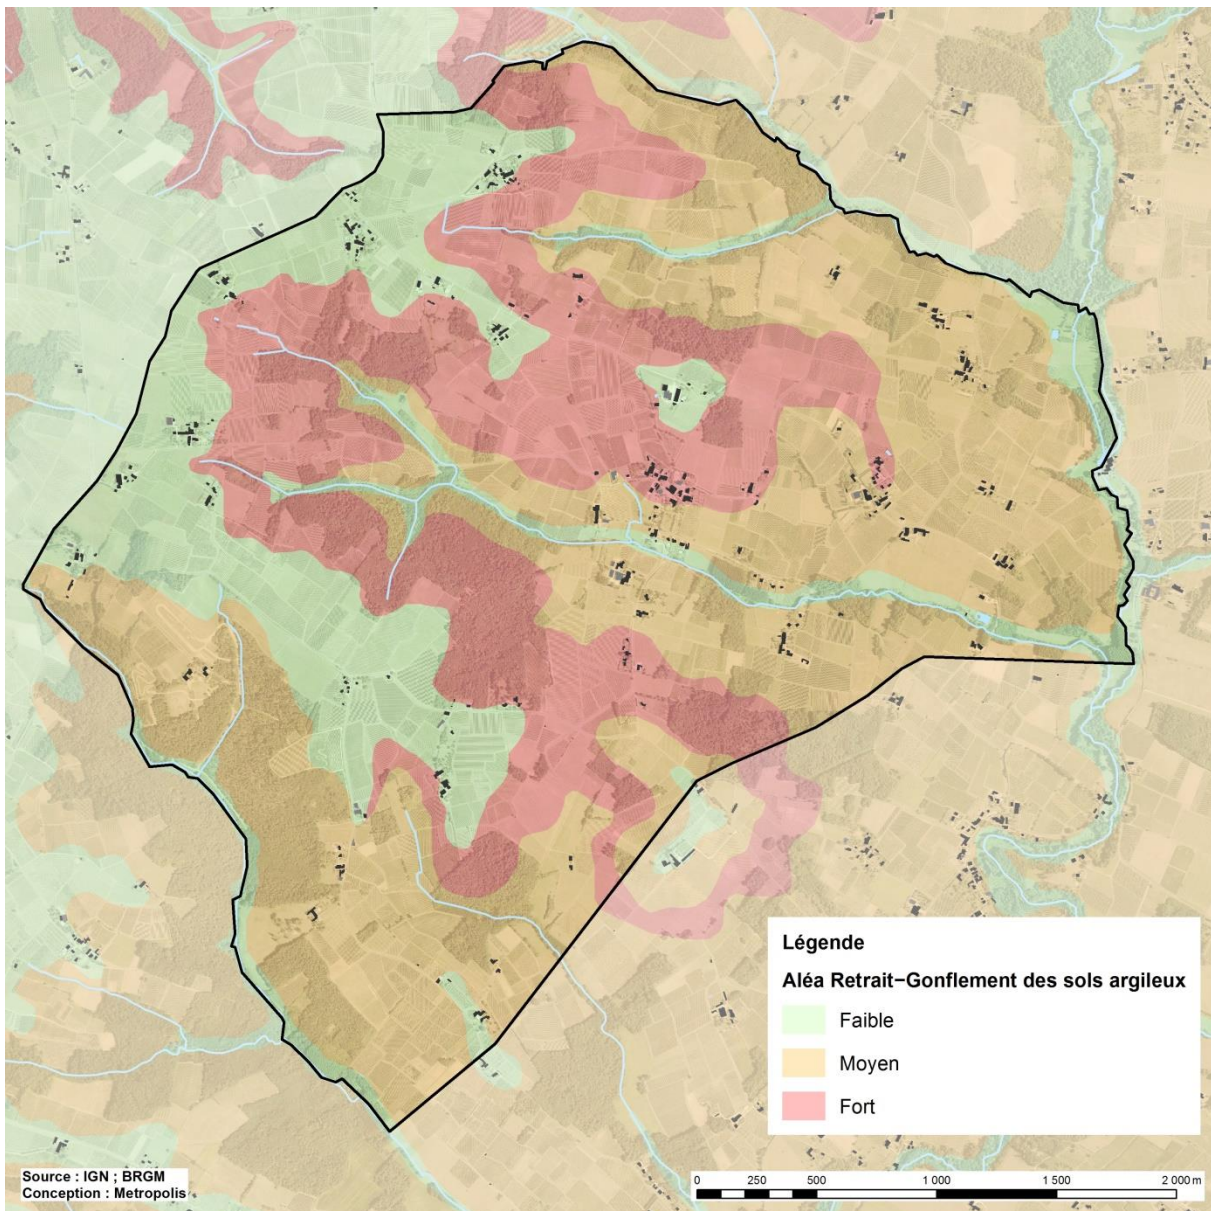 Légende
Aléa Retrait-Gonflement des sols argileux
Faible
Moyen
Fort
Source : IGN ; BRGM
Conception : Metropolis
0 250 500 1 000 1 500 2 000 m